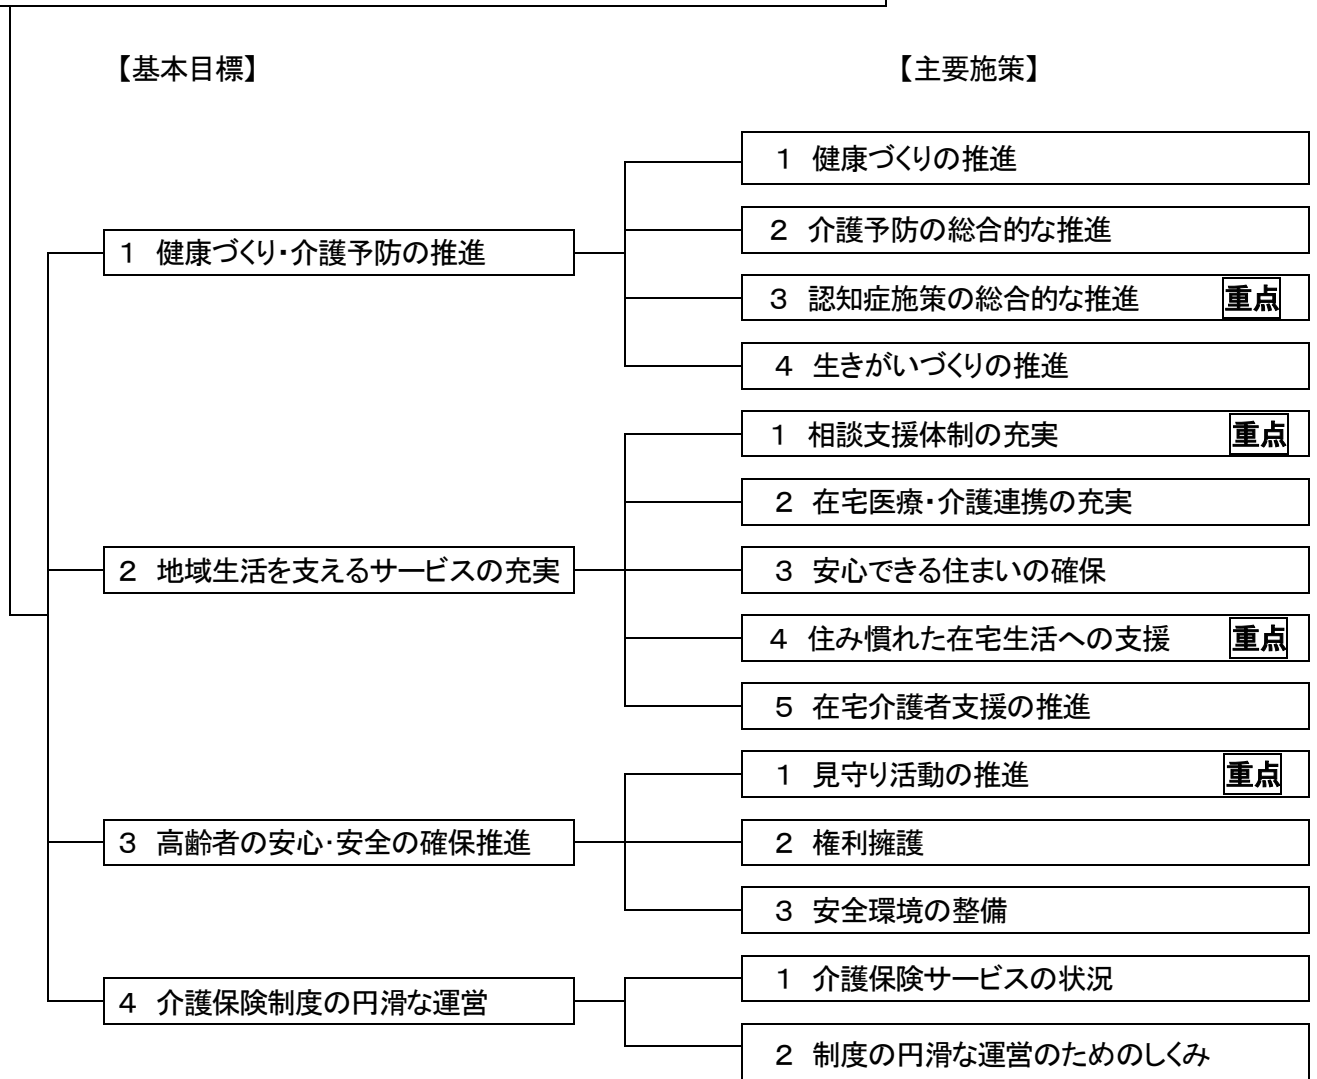 【基本目標】 【主要施策】
1 健康づくり・介護予防の推進
1 健康づくりの推進
2 介護予防の総合的な推進
3 認知症施策の総合的な推進 重点
4 生きがいづくりの推進
2 地域生活を支えるサービスの充実
1 相談支援体制の充実 重点
2 在宅医療・介護連携の充実
3 安心できる住まいの確保
4 住み慣れた在宅生活への支援 重点
5 在宅介護者支援の推進
3 高齢者の安心・安全の確保推進
1 見守り活動の推進 重点
2 権利擁護
3 安全環境の整備
4 介護保険制度の円滑な運営
1 介護保険サービスの状況
2 制度の円滑な運営のためのしくみ